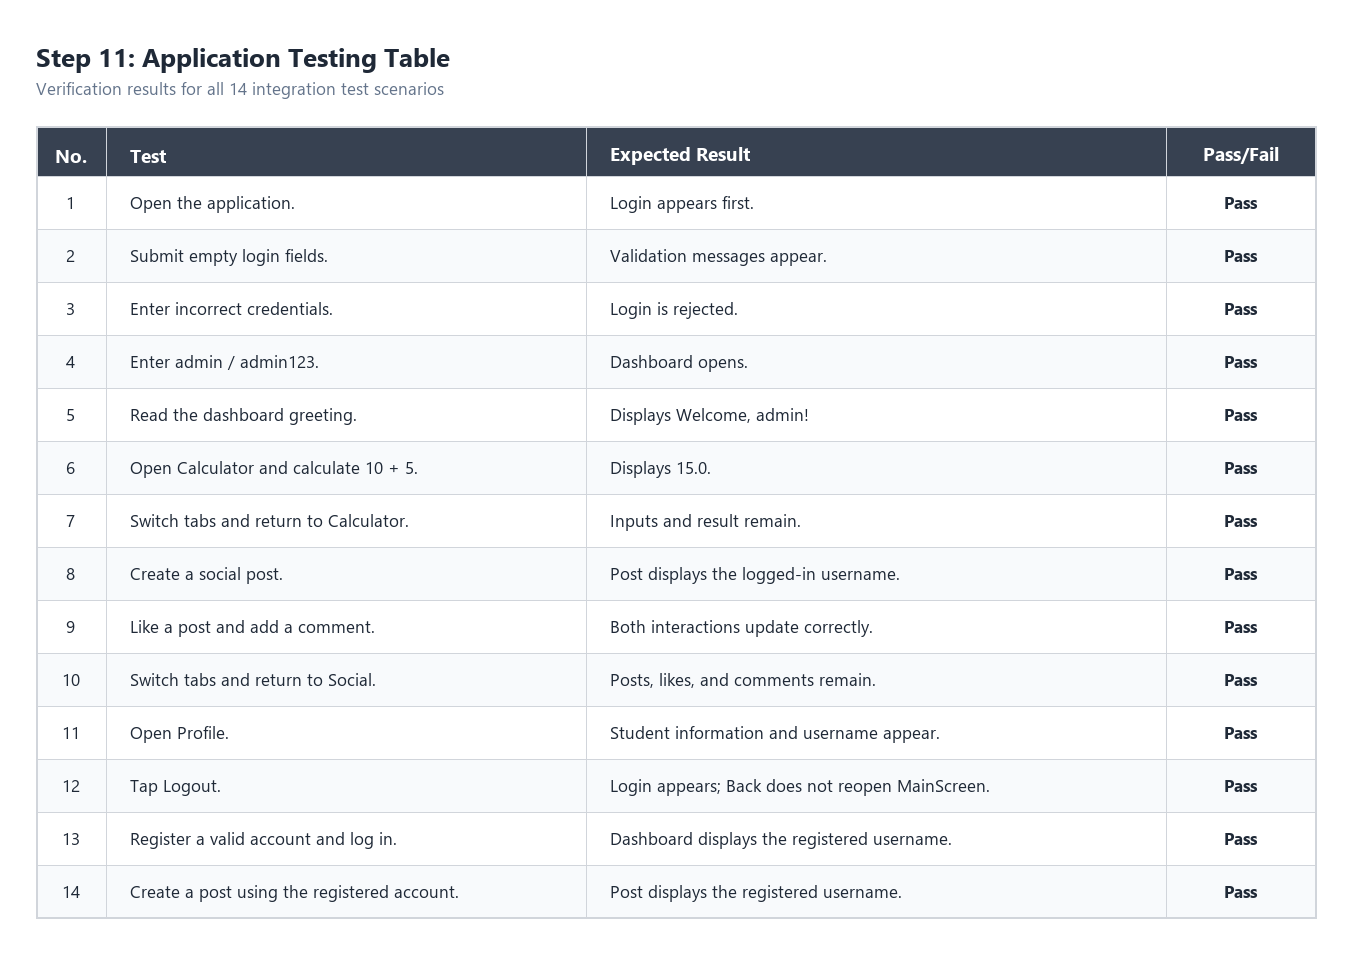 Step 11: Application Testing Table
Verification results for all 14 integration test scenarios
No. Test Expected Result Pass/Fail
1 Open the application. Login appears first. Pass
2 Submit empty login fields. Validation messages appear. Pass
3 Enter incorrect credentials. Login is rejected. Pass
4 Enter admin / admin123. Dashboard opens. Pass
5 Read the dashboard greeting. Displays Welcome, admin! Pass
6 Open Calculator and calculate 10 + 5. Displays 15.0. Pass
7 Switch tabs and return to Calculator. Inputs and result remain. Pass
8 Create a social post. Post displays the logged-in username. Pass
9 Like a post and add a comment. Both interactions update correctly. Pass
10 Switch tabs and return to Social. Posts, likes, and comments remain. Pass
11 Open Profile. Student information and username appear. Pass
12 Tap Logout. Login appears; Back does not reopen MainScreen. Pass
13 Register a valid account and log in. Dashboard displays the registered username. Pass
14 Create a post using the registered account. Post displays the registered username. Pass